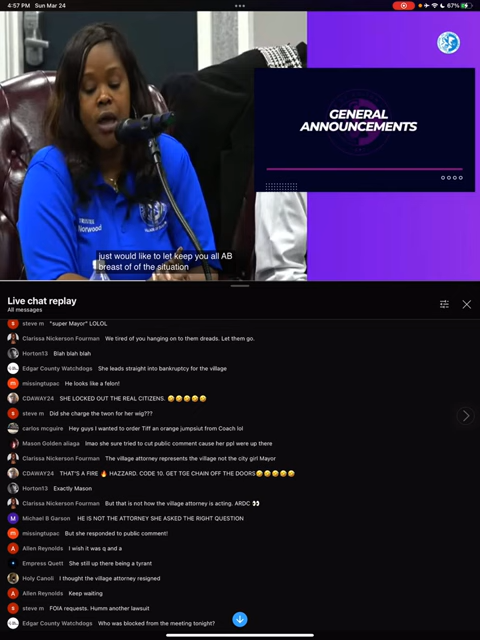 4:57 PM Sun Mar 24
67%
GENERAL
ANNOUNCEMENTS
Norwood
just would like to let keep you all AB
breast of of the situation
Live chat replay
All messages
steve m "super Mayor" LOLOL
Clarissa Nickerson Fourman We tired of you hanging on to them dreads. Let them go.
Horton13 Blah blah blah
Edgar County Watchdogs She leads straight into bankruptcy for the village
missingtupac He looks like a felon!
CDAWAY24 SHE LOCKED OUT THE REAL CITIZENS. 🤣🤣🤣🤣🤣
steve m Did she charge the twon for her wig???
carlos mcguire Hey guys I wanted to order Tiff an orange jumpsiut from Coach lol
Mason Golden aliaga lmao she sure tried to cut public comment cause her ppl were up there
Clarissa Nickerson Fourman The village attorney represents the village not the city girl Mayor
CDAWAY24 THAT'S A FIRE 🔥 HAZZARD. CODE 10. GET TGE CHAIN OFF THE DOORS🤣🤣🤣🤣🤣
Horton13 Exactly Mason
Clarissa Nickerson Fourman But that is not how the village attorney is acting. ARDC 👀
Michael B Garson HE IS NOT THE ATTORNEY SHE ASKED THE RIGHT QUESTION
missingtupac But she responded to public comment!
Allen Reynolds I wish it was q and a
Empress Quett She still up there being a tyrant
Holy Canoli I thought the village attorney resigned
Allen Reynolds Keep waiting
steve m FOIA requests. Humm another lawsuit
Edgar County Watchdogs Who was blocked from the meeting tonight?